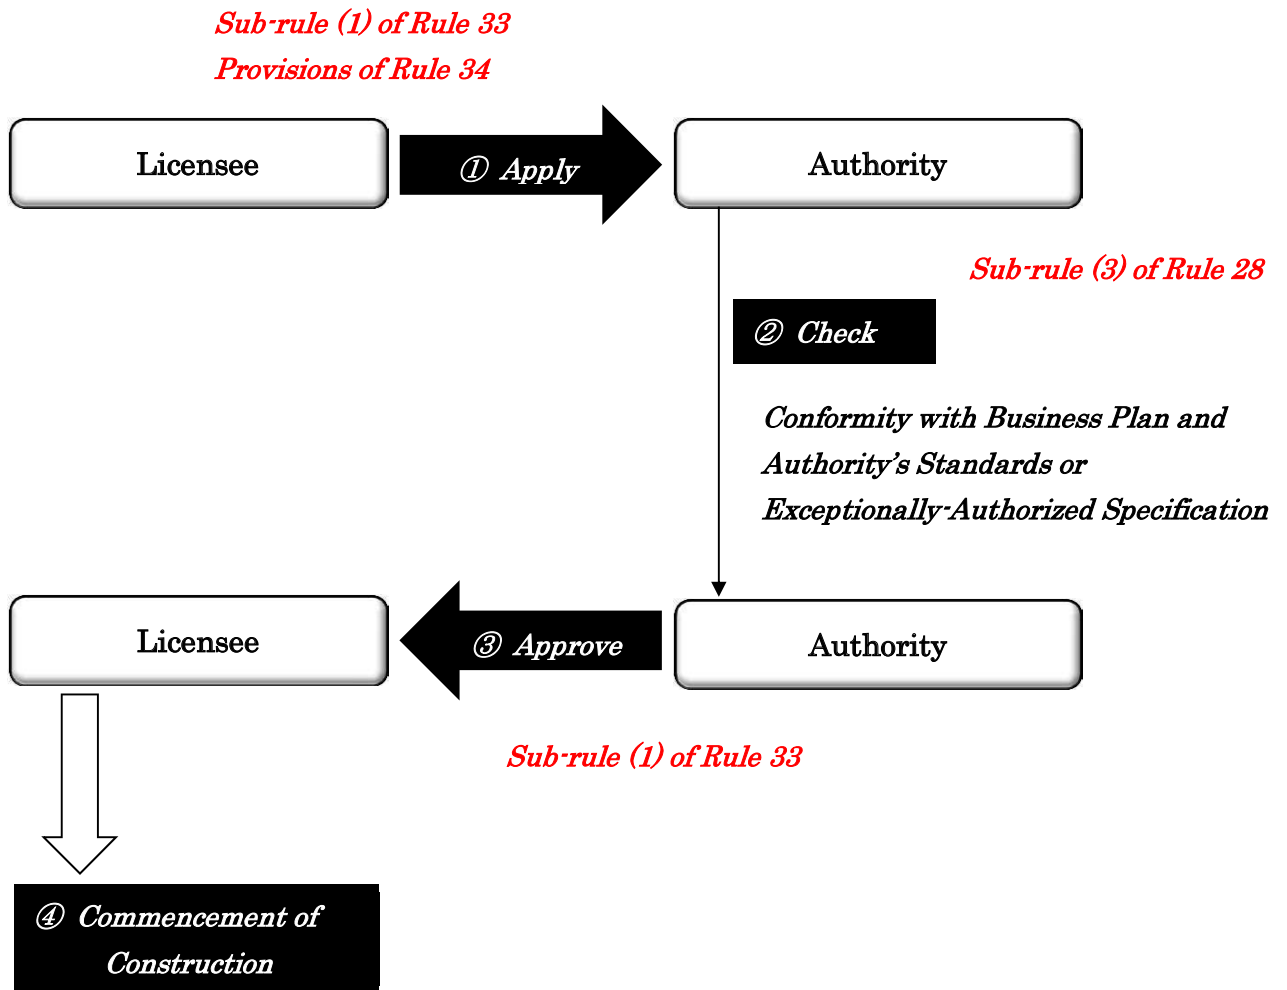 Sub-rule (1) of Rule 33
Provisions of Rule 34
Licensee
① Apply
Authority
Sub-rule (3) of Rule 28
② Check
Conformity with Business Plan and
Authority’s Standards or
Exceptionally-Authorized Specification
Licensee
③ Approve
Authority
Sub-rule (1) of Rule 33
④ Commencement of
Construction